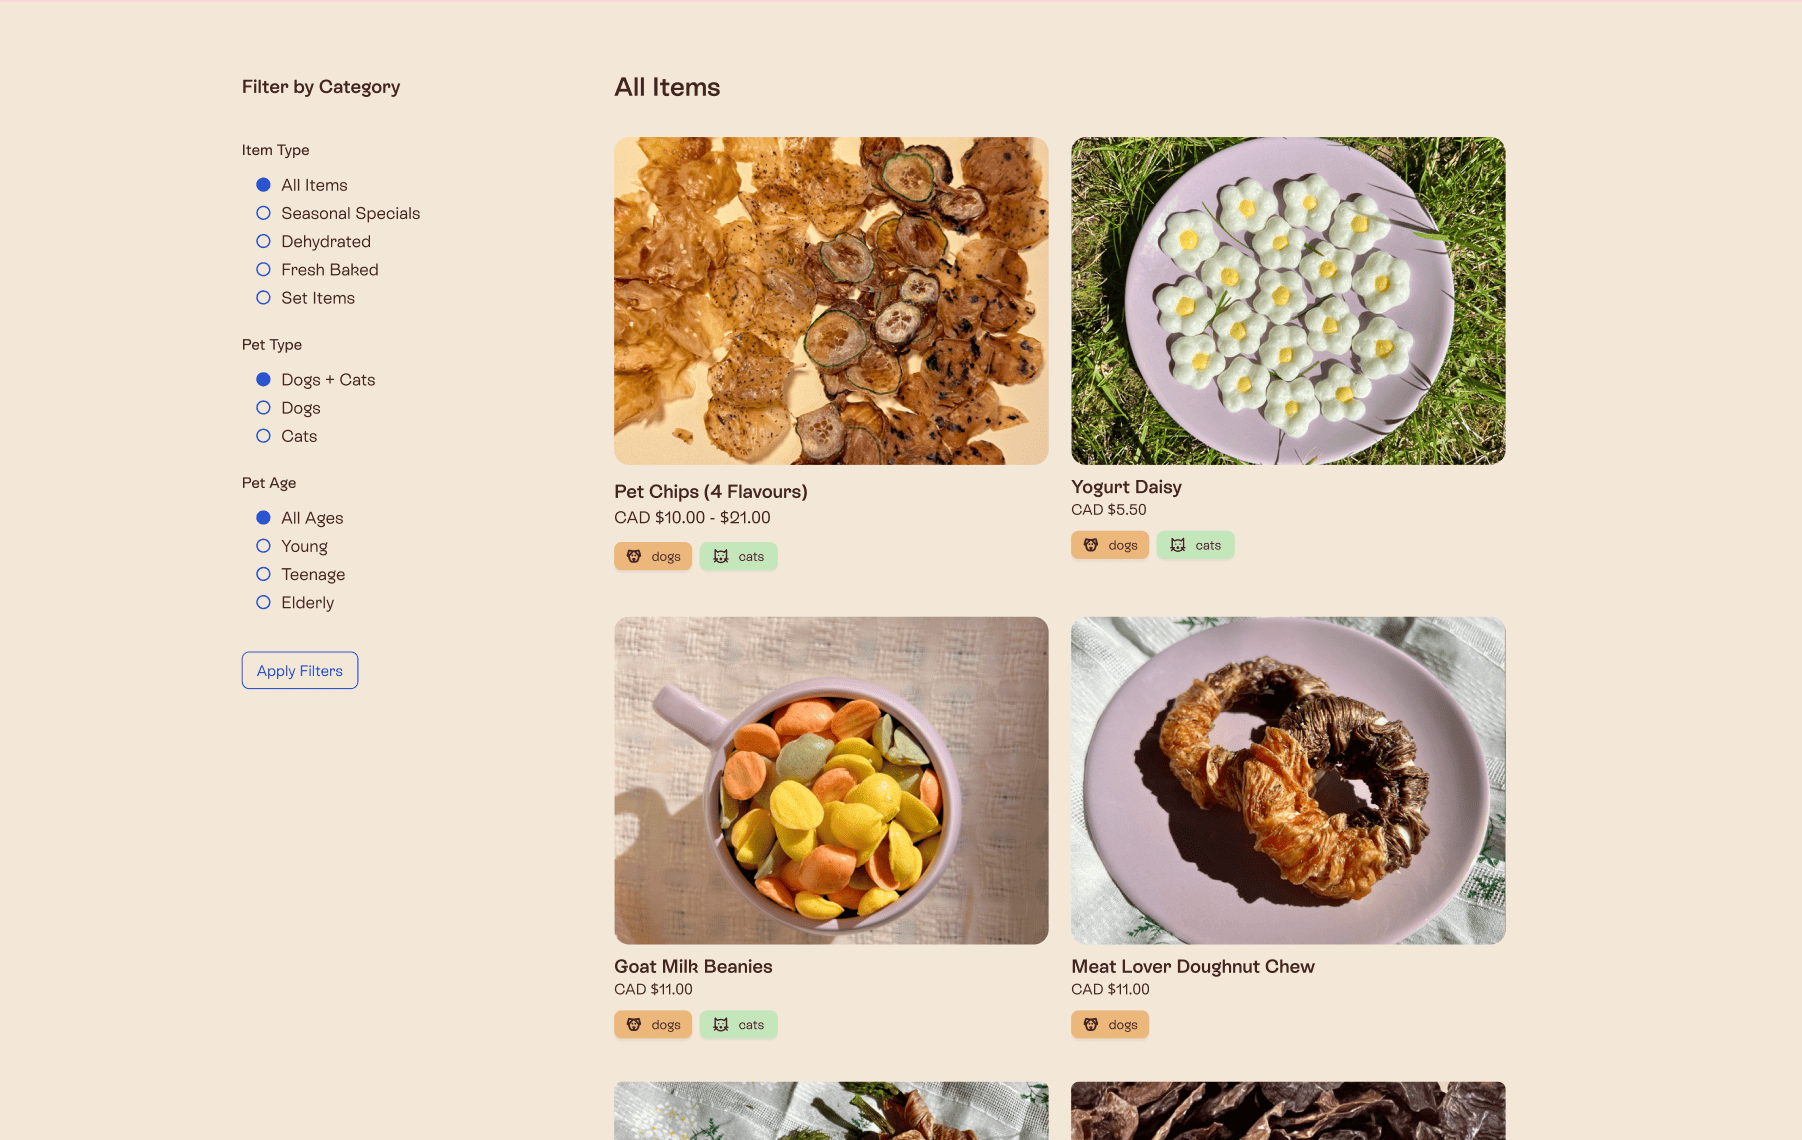 Filter by Category
Item Type
All Items
Seasonal Specials
Dehydrated
Fresh Baked
Set Items
Pet Type
Dogs + Cats
Dogs
Cats
Pet Age
All Ages
Young
Teenage
Elderly
Apply Filters
All Items
Pet Chips (4 Flavours)
CAD $10.00 - $21.00
dogs cats
Yogurt Daisy
CAD $5.50
dogs cats
Goat Milk Beanies
CAD $11.00
dogs cats
Meat Lover Doughnut Chew
CAD $11.00
dogs